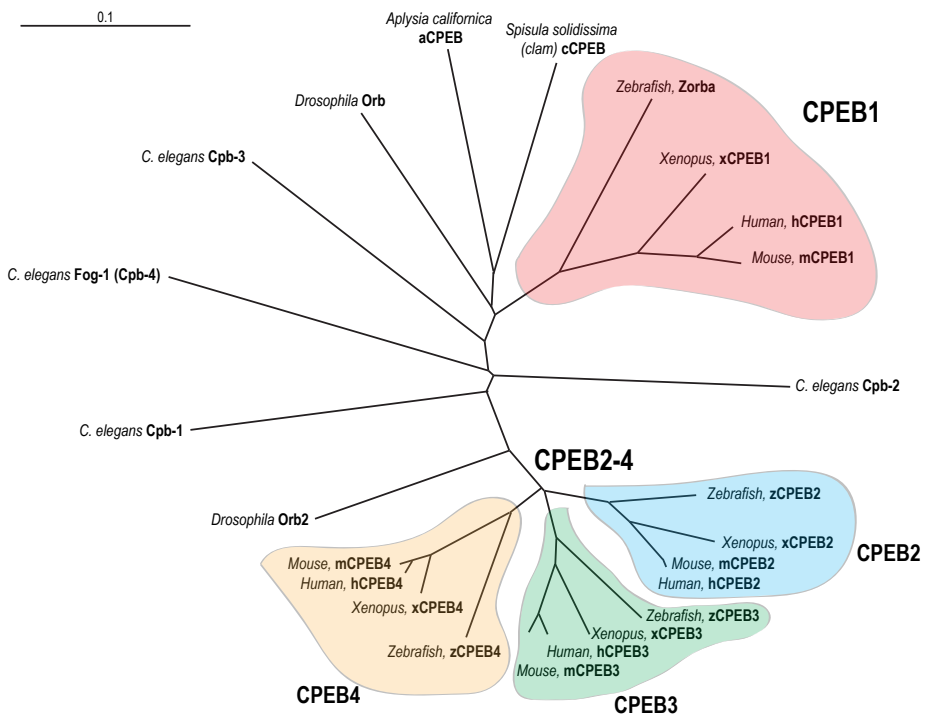 0.1
Aplysia californica
aCPEB
Spisula solidissima
(clam) cCPEB
Zebrafish, Zorba
CPEB1
Drosophila Orb
C. elegans Cpb-3
Xenopus, xCPEB1
Human, hCPEB1
Mouse, mCPEB1
C. elegans Fog-1 (Cpb-4)
C. elegans Cpb-2
C. elegans Cpb-1
CPEB2-4
Drosophila Orb2
Zebrafish, zCPEB2
Xenopus, xCPEB2
CPEB2
Mouse, mCPEB2
Human, hCPEB2
Mouse, mCPEB4
Human, hCPEB4
Xenopus, xCPEB4
Zebrafish, zCPEB4
CPEB4
Zebrafish, zCPEB3
Xenopus, xCPEB3
Human, hCPEB3
Mouse, mCPEB3
CPEB3